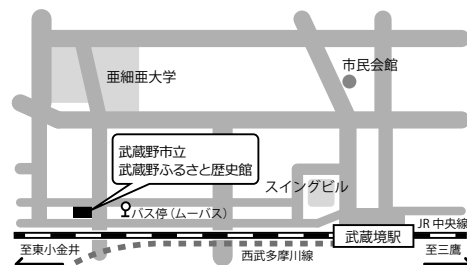 市民会館
亜細亜大学
武蔵野市立
武蔵野ふるさと歴史館
スイングビル
バス停（ムーバス）
JR 中央線
武蔵境駅
至東小金井
西武多摩川線
至三鷹